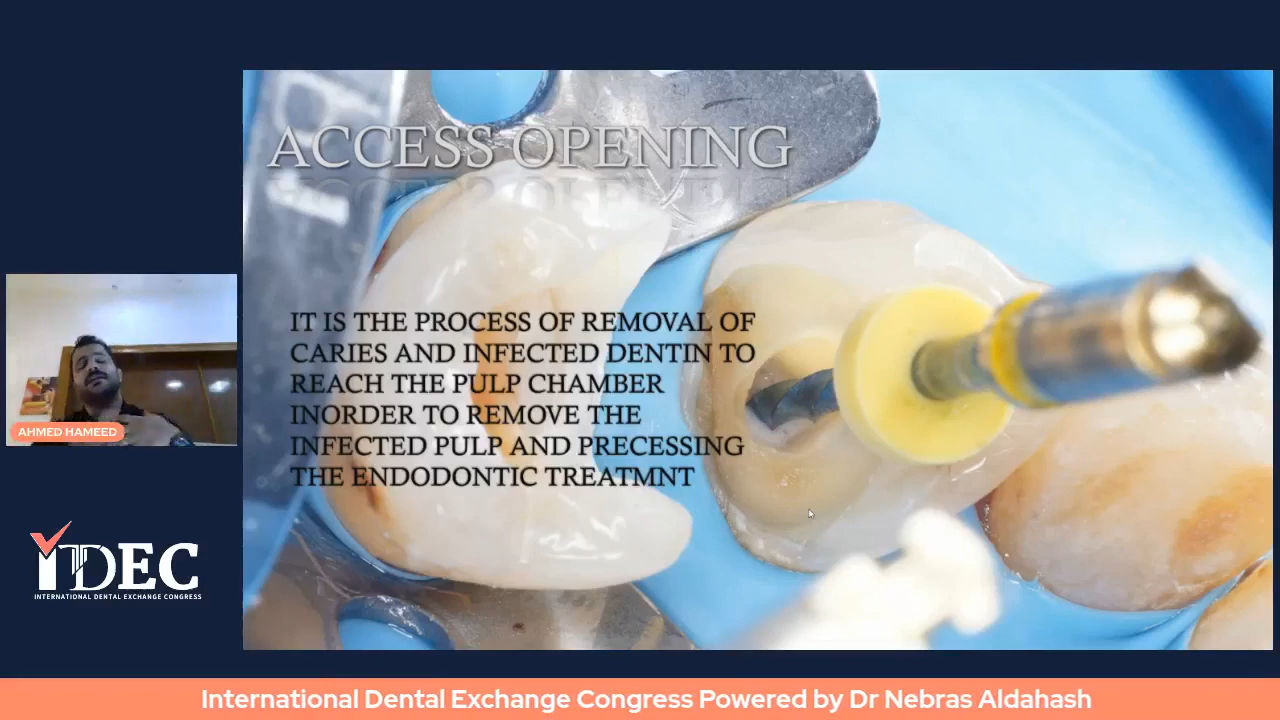 ACCESS OPENING
IT IS THE PROCESS OF REMOVAL OF
CARIES AND INFECTED DENTIN TO
REACH THE PULP CHAMBER
INORDER TO REMOVE THE
INFECTED PULP AND PRECESSING
THE ENDODONTIC TREATMNT
AHMED HAMEED
IDEC
INTERNATIONAL DENTAL EXCHANGE CONGRESS
International Dental Exchange Congress Powered by Dr Nebras Aldahash